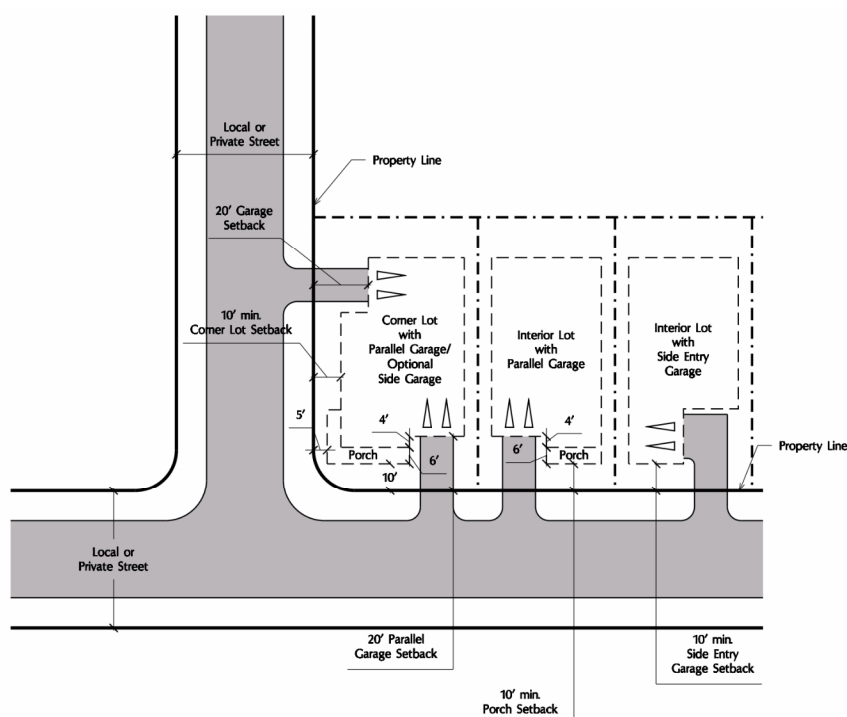 Local or
Private Street
Property Line
20' Garage
Setback
10' min.
Corner Lot Setback
Corner Lot
with
Parallel Garage/
Optional
Side Garage
Interior Lot
with
Parallel Garage
Interior Lot
with
Side Entry
Garage
5'
4'
4'
Porch
6'
6'
Porch
10'
Property Line
Local or
Private Street
20' Parallel
Garage Setback
10' min.
Side Entry
Garage Setback
10' min.
Porch Setback